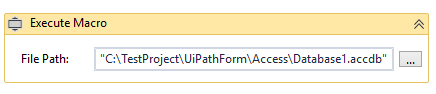 Execute Macro
File Path: "C:\TestProject\UiPathForm\Access\Database1.accdb" ...